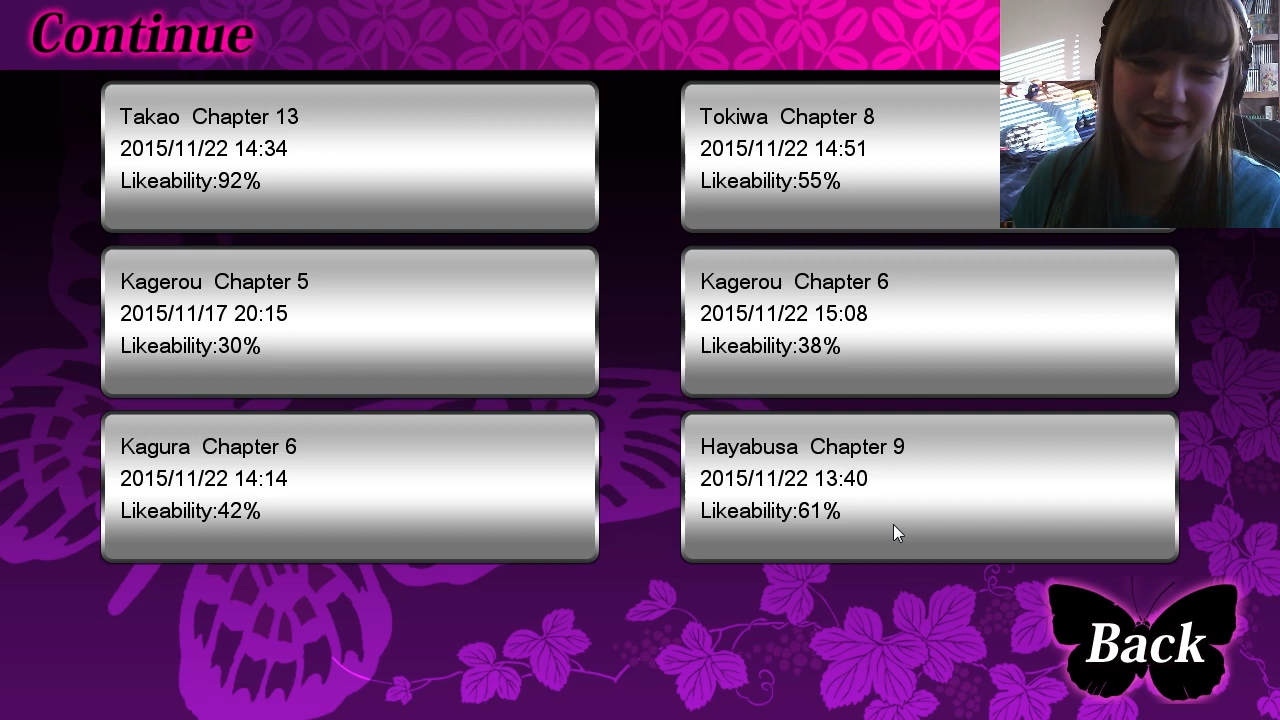 Continue
Takao Chapter 13
2015/11/22 14:34
Likeability:92%
Tokiwa Chapter 8
2015/11/22 14:51
Likeability:55%
Kagerou Chapter 5
2015/11/17 20:15
Likeability:30%
Kagerou Chapter 6
2015/11/22 15:08
Likeability:38%
Kagura Chapter 6
2015/11/22 14:14
Likeability:42%
Hayabusa Chapter 9
2015/11/22 13:40
Likeability:61%
Back